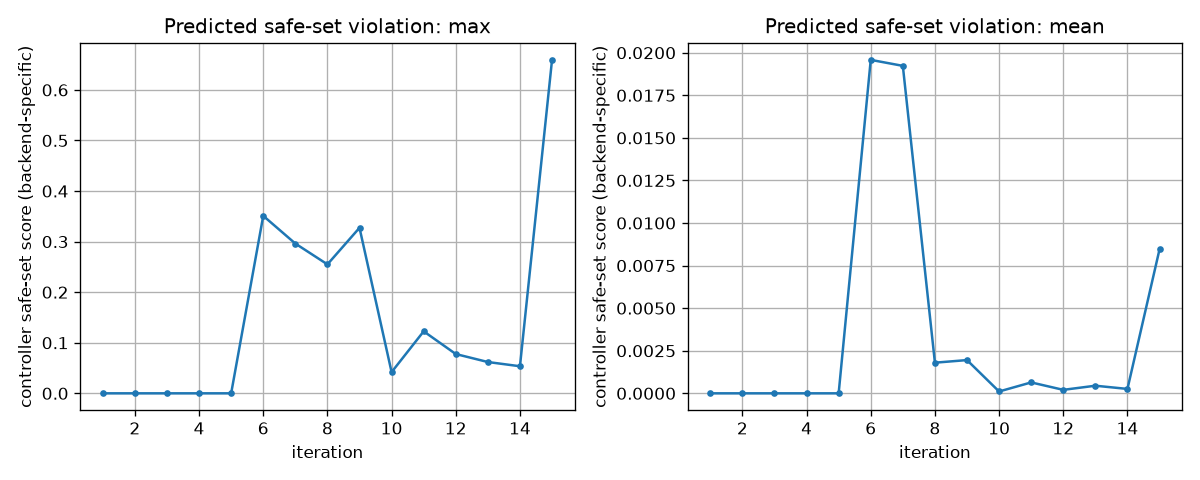 Predicted safe-set violation: max
controller safe-set score (backend-specific)
0.6
0.5
0.4
0.3
0.2
0.1
0.0
2 4 6 8 10 12 14
iteration
Predicted safe-set violation: mean
controller safe-set score (backend-specific)
0.0200
0.0175
0.0150
0.0125
0.0100
0.0075
0.0050
0.0025
0.0000
2 4 6 8 10 12 14
iteration